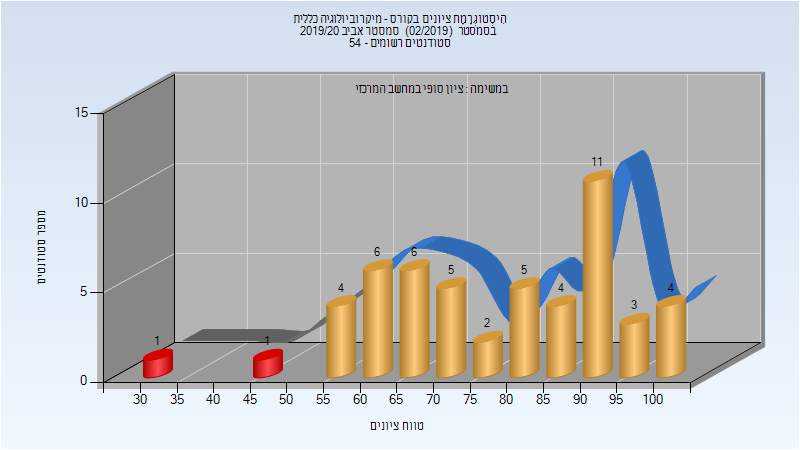 היסטוגרמת ציונים בקורס - מיקרוביולוגיה כללית
בסמסטר (02/2019) סמסטר אביב 2019/20
סטודנטים רשומים - 54
במשימה : ציון סופי במחשב המרכזי
מספר סטודנטים
15
10
5
0
1
1
4
6
6
5
2
5
4
11
3
4
30 35 40 45 50 55 60 65 70 75 80 85 90 95 100
טווח ציונים